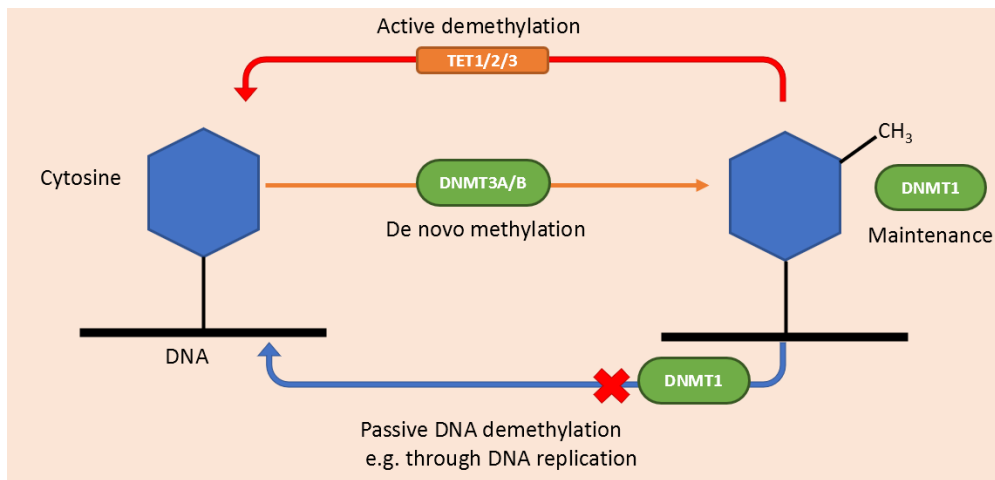 Active demethylation
TET1/2/3
CH₃
Cytosine
DNMT3A/B
DNMT1
De novo methylation
Maintenance
DNA
DNMT1
Passive DNA demethylation
e.g. through DNA replication